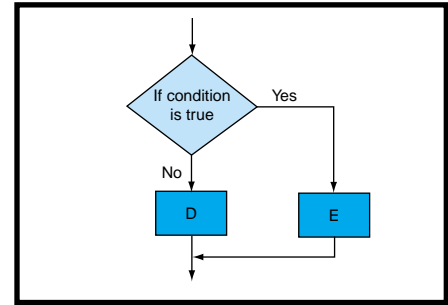 If condition
is true
Yes
No
D
E